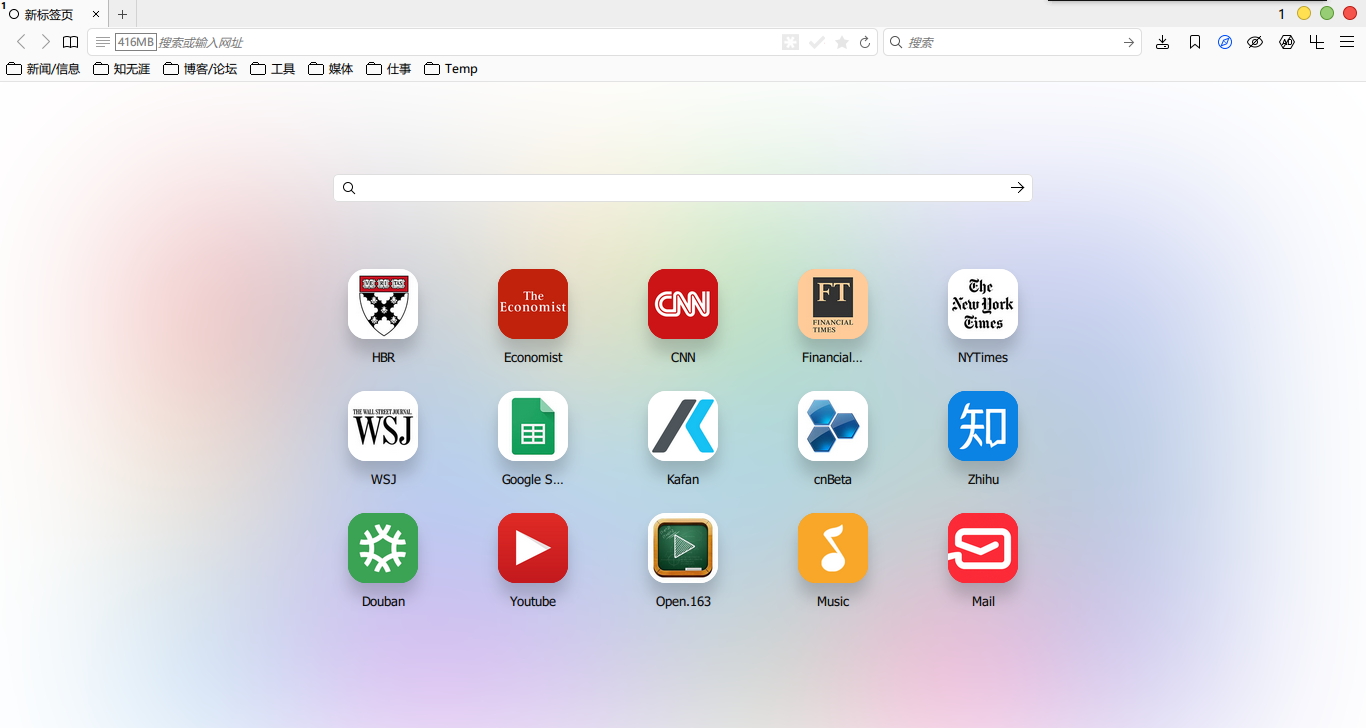 1
新标签页
1
416MB 搜索或输入网址
搜索
新闻/信息 知无涯 博客/论坛 工具 媒体 仕事 Temp
The Economist
CNN
FT
FINANCIAL TIMES
The New York Times
HBR Economist CNN Financial... NYTimes
THE WALL STREET JOURNAL.
WSJ
知
WSJ Google S... Kafan cnBeta Zhihu
Douban Youtube Open.163 Music Mail